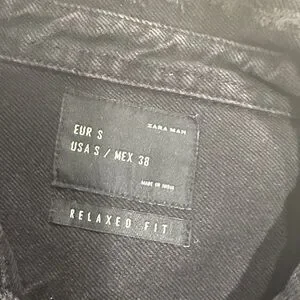 ZARA MAN
EUR S
USA S / MEX 38
MADE IN INDIA
RELAXED FIT